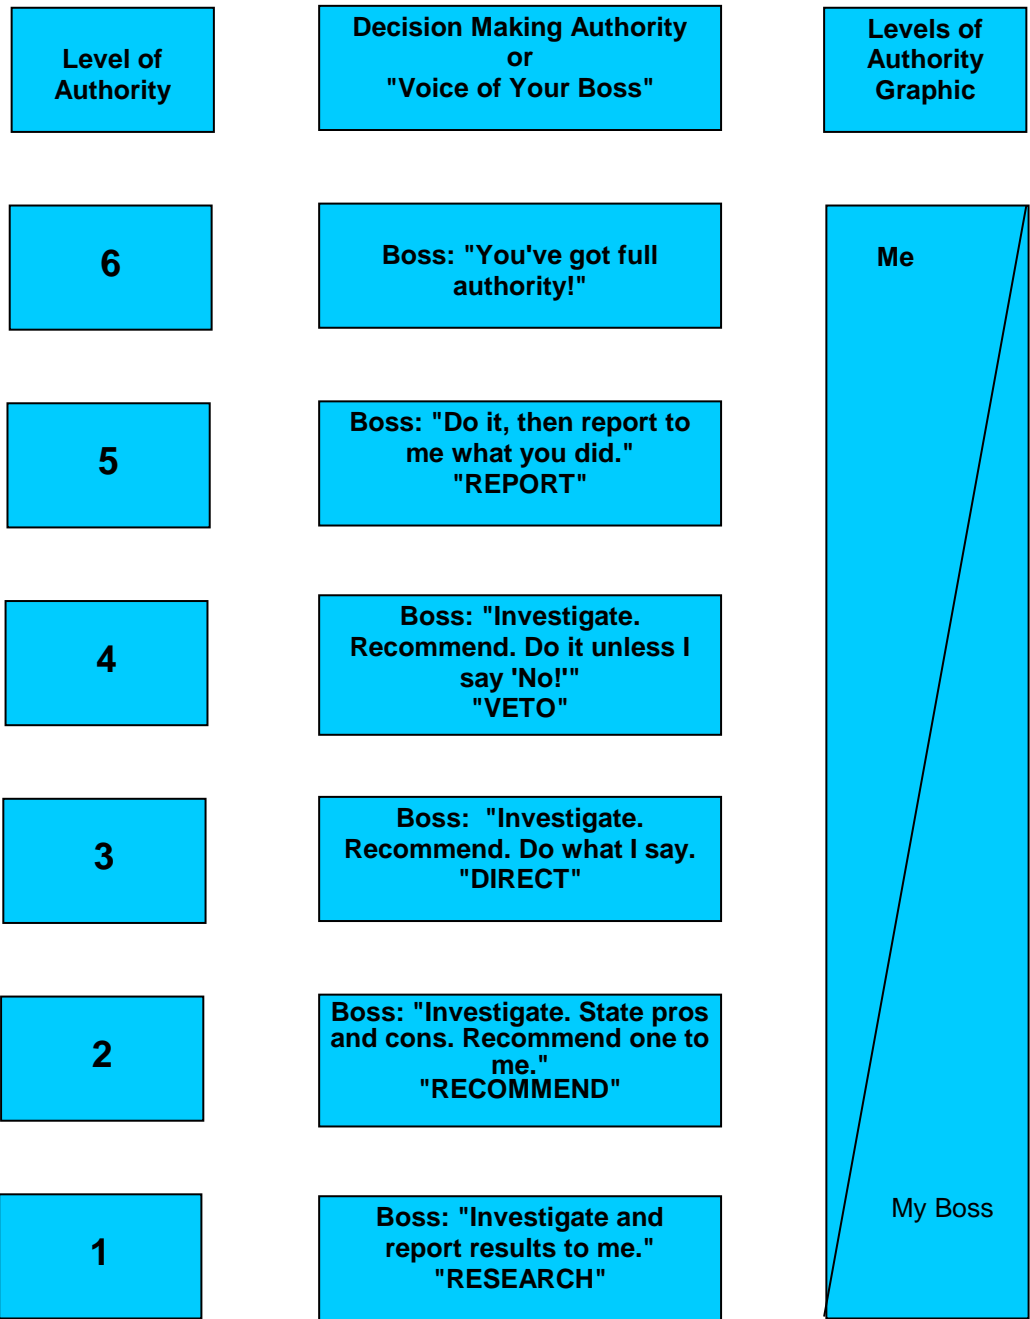 Level of
Authority
Decision Making Authority
or
"Voice of Your Boss"
Levels of
Authority
Graphic
6
Boss: "You've got full
authority!"
Me
5
Boss: "Do it, then report to
me what you did."
"REPORT"
4
Boss: "Investigate.
Recommend. Do it unless I
say 'No!'"
"VETO"
3
Boss:  "Investigate.
Recommend. Do what I say.
"DIRECT"
2
Boss: "Investigate. State pros
and cons. Recommend one to
me."
"RECOMMEND"
1
Boss: "Investigate and
report results to me."
"RESEARCH"
My Boss